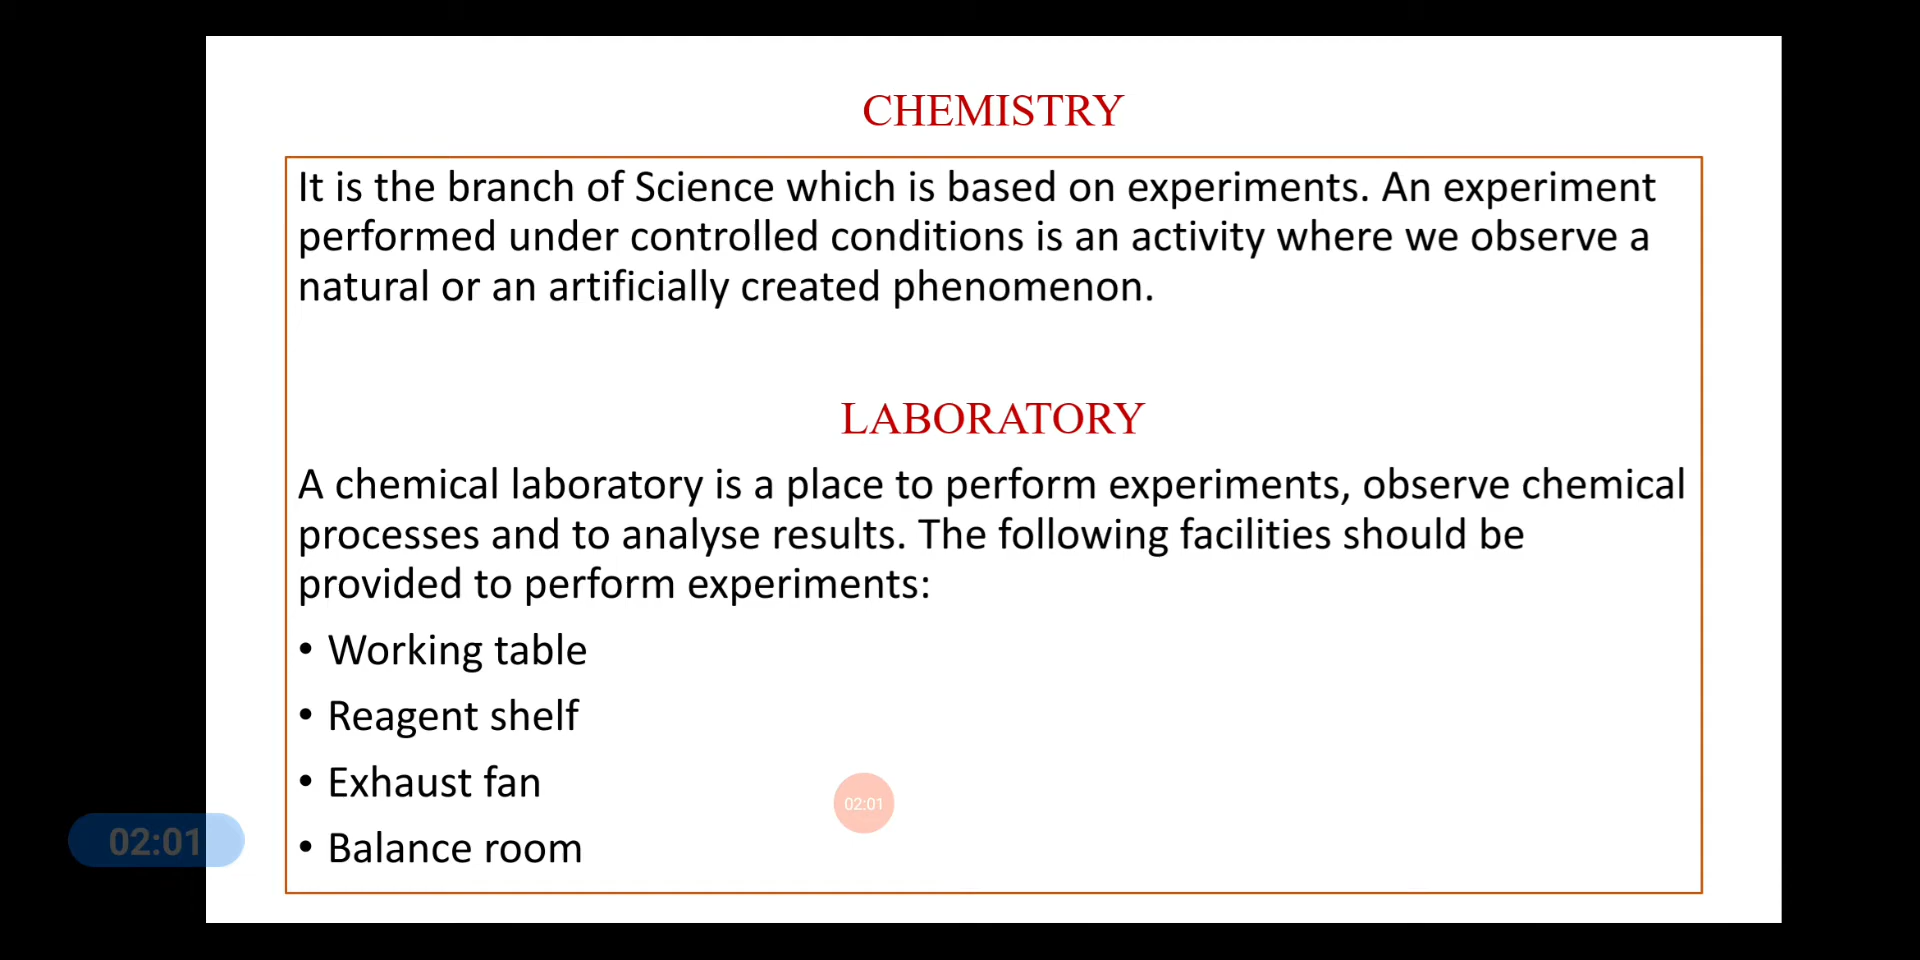 CHEMISTRY
It is the branch of Science which is based on experiments. An experiment
performed under controlled conditions is an activity where we observe a
natural or an artificially created phenomenon.
LABORATORY
A chemical laboratory is a place to perform experiments, observe chemical
processes and to analyse results. The following facilities should be
provided to perform experiments:
• Working table
• Reagent shelf
• Exhaust fan
• Balance room
02:01
02:01